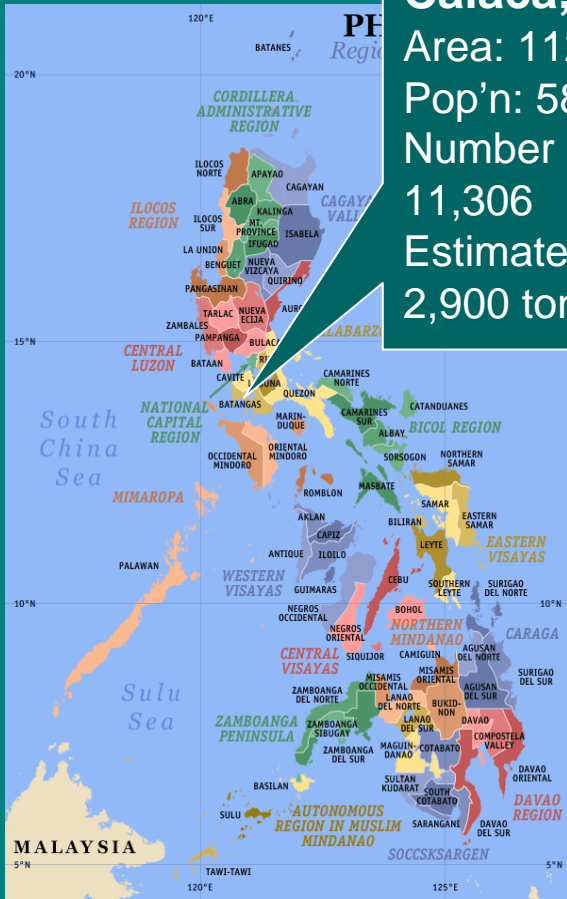 Calaca,
Area: 112
Pop'n: 58
Number
11,306
Estimate
2,900 ton
120°E
PH
Regi
BATANES
20°N
CORDILLERA
ADMINISTRATIVE
REGION
ILOCOS
NORTE
APAYAO
CAGAYAN
ABRA
KALINGA
CAGAYA
VALL
ILOCOS
REGION
ILOCOS
SUR
MT.
PROVINCE
IFUGAO
ISABELA
LA UNION
BENGUET
NUEVA
VIZCAYA
QUIRINO
PANGASINAN
TARLAC
NUEVA
ECIJA
AURO
ZAMBALES
PAMPANGA
BULACA
15°N
ALABARZO
CENTRAL
LUZON
BATAAN
CAVITE
UNA
QUEZON
CAMARINES
NORTE
BATANGAS
NATIONAL
CAPITAL
REGION
MARIN-
DUQUE
CAMARINES
SUR
CATANDUANES
ALBAY
BICOL REGION
South
China
Sea
OCCIDENTAL
MINDORO
ORIENTAL
MINDORO
SORSOGON
NORTHERN
SAMAR
MIMAROPA
ROMBLON
MASBATE
SAMAR
AKLAN
BILIRAN
EASTERN
SAMAR
CAPIZ
LEYTE
EASTERN
VISAYAS
ANTIQUE
ILOILO
PALAWAN
WESTERN
VISAYAS
GUIMARAS
CEBU
SOUTHERN
LEYTE
SURIGAO
DEL NORTE
10°N
10°N
NEGROS
OCCIDENTAL
BOHOL
NEGROS
ORIENTAL
NORTHERN
MINDANAO
CARAGA
CENTRAL
VISAYAS
SIQUIJOR
CAMIGUIN
AGUSAN
DEL NORTE
Sulu
Sea
ZAMBOANGA
DEL NORTE
MISAMIS
OCCIDENTAL
MISAMIS
ORIENTAL
SURIGAO
DEL SUR
LANAO
DEL NORTE
BUKID-
NON
AGUSAN
DEL SUR
ZAMBOANGA
PENINSULA
ZAMBOANGA
SIBUGAY
LANAO
DEL SUR
DAVAO
COMPOSTELA
VALLEY
ZAMBOANGA
DEL SUR
MAGUIN-
DANAO
COTABATO
BASILAN
SULTAN
KUDARAT
SOUTH
COTABATO
DAVAO
ORIENTAL
DAVAO
REGION
SULU
AUTONOMOUS
REGION IN MUSLIM
MINDANAO
SARANGANI
DAVAO
DEL SUR
MALAYSIA
SOCCSKSARGEN
5°N
5°N
TAWI-TAWI
120°E
125°E